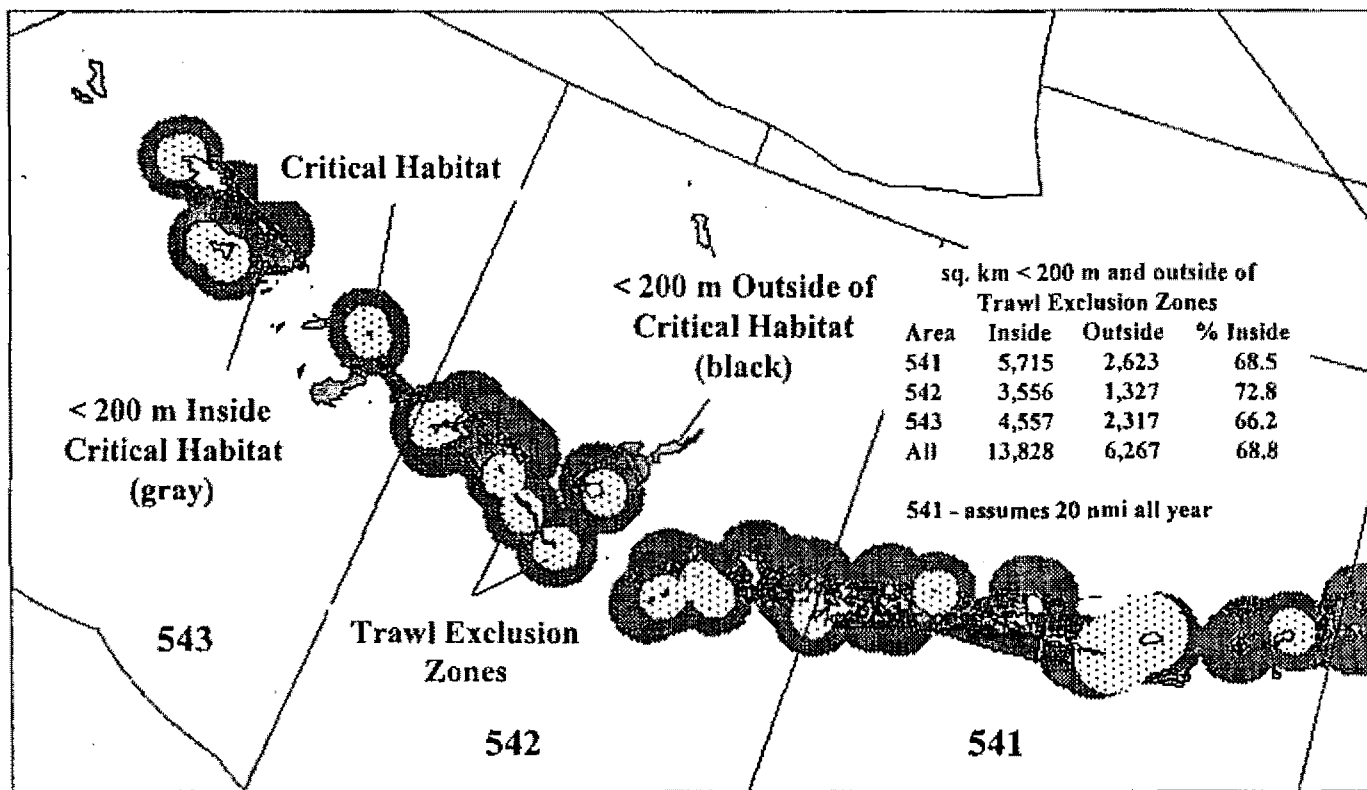 Critical Habitat
< 200 m Outside of
Critical Habitat
(black)
< 200 m Inside
Critical Habitat
(gray)
sq. km < 200 m and outside of
Trawl Exclusion Zones
Area Inside Outside % Inside
541 5,715 2,623 68.5
542 3,556 1,327 72.8
543 4,557 2,317 66.2
All 13,828 6,267 68.8
541 - assumes 20 nmi all year
Trawl Exclusion
Zones
543
542
541